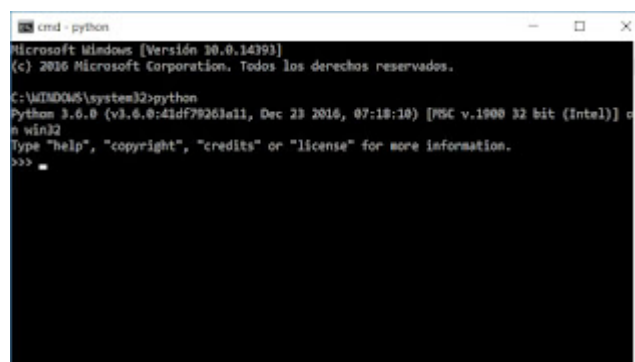 cmd - python
Microsoft Windows [Versión 10.0.14393]
(c) 2016 Microsoft Corporation. Todos los derechos reservados.
C:\WINDOWS\system32>python
Python 3.6.0 (v3.6.0:41df79263a11, Dec 23 2016, 07:18:10) [MSC v.1900 32 bit (Intel)] o
n win32
Type "help", "copyright", "credits" or "license" for more information.
>>>